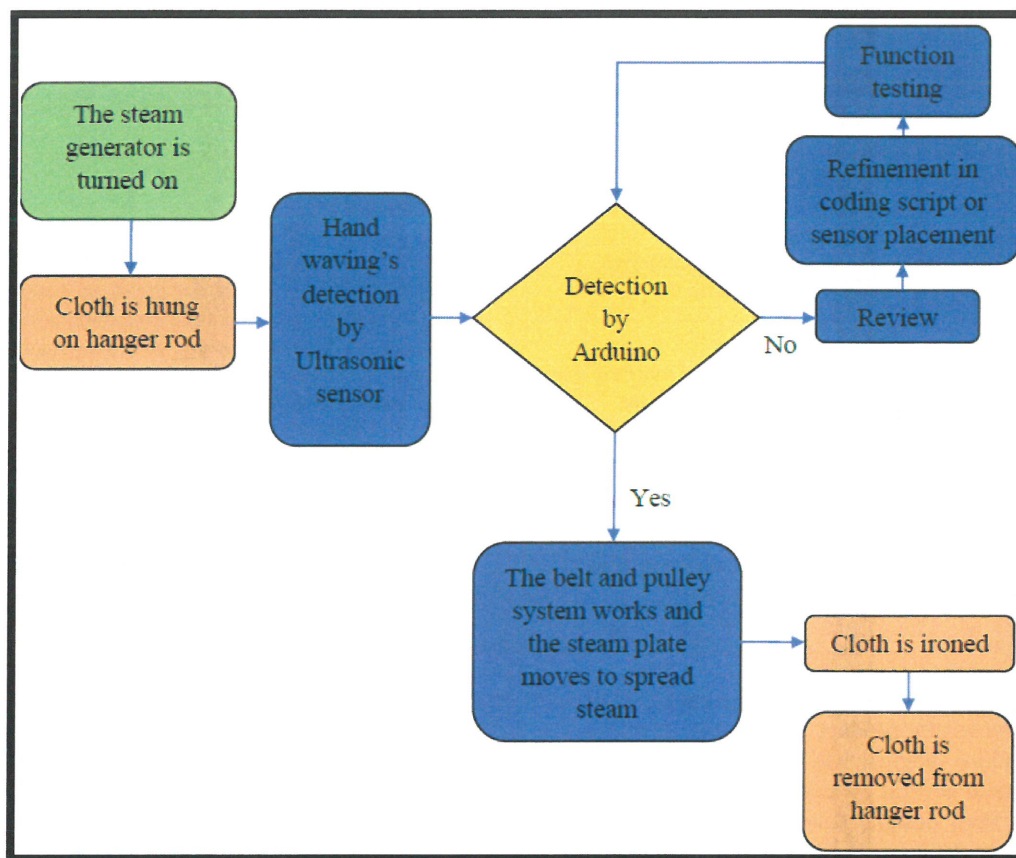 The steam
generator is
turned on
Cloth is hung
on hanger rod
Hand
waving's
detection
by
Ultrasonic
sensor
Detection
by
Arduino
No
Review
Refinement in
coding script or
sensor placement
Function
testing
Yes
The belt and pulley
system works and
the steam plate
moves to spread
steam
Cloth is ironed
Cloth is
removed from
hanger rod